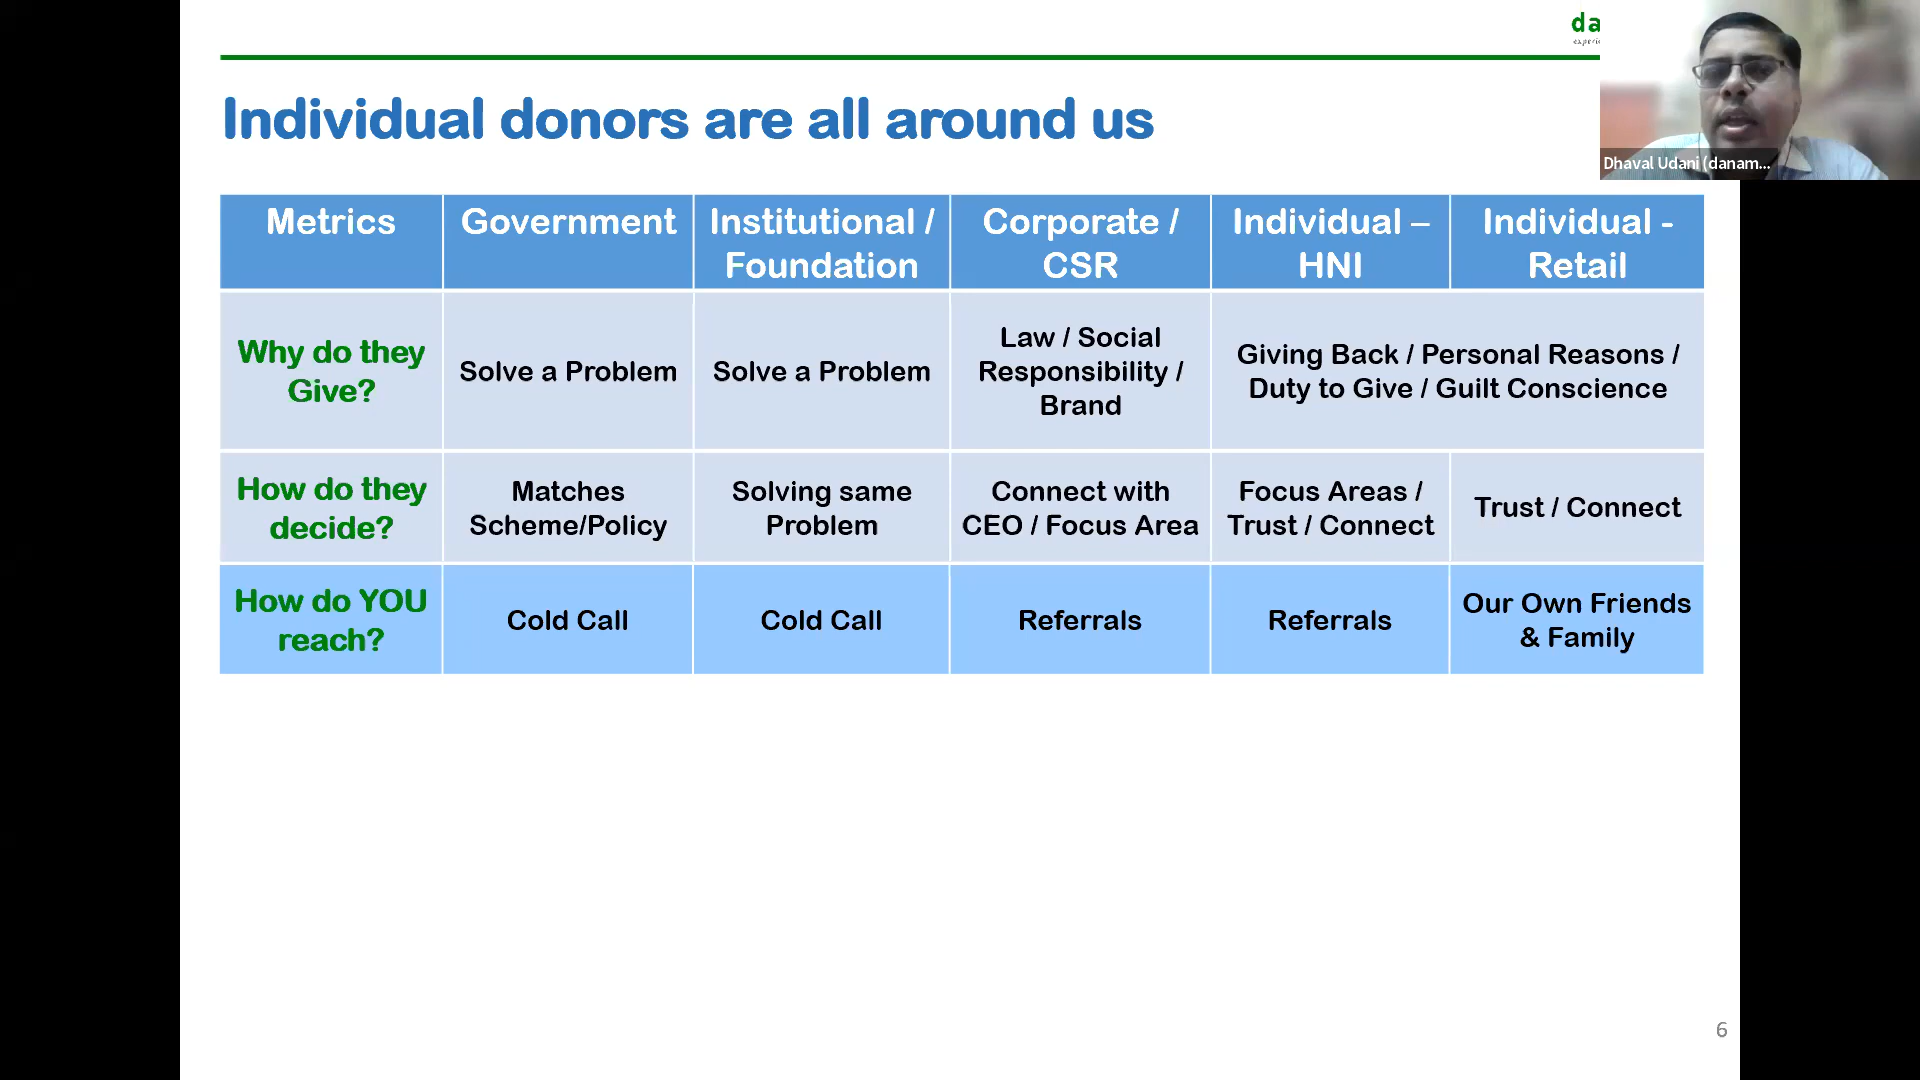 da
Individual donors are all around us
Dhaval Udani (danam...
Metrics
Government
Institutional /
Foundation
Corporate /
CSR
Individual –
HNI
Individual -
Retail
Why do they
Give?
Solve a Problem
Solve a Problem
Law / Social
Responsibility /
Brand
Giving Back / Personal Reasons /
Duty to Give / Guilt Conscience
How do they
decide?
Matches
Scheme/Policy
Solving same
Problem
Connect with
CEO / Focus Area
Focus Areas /
Trust / Connect
Trust / Connect
How do YOU
reach?
Cold Call
Cold Call
Referrals
Referrals
Our Own Friends
& Family
6